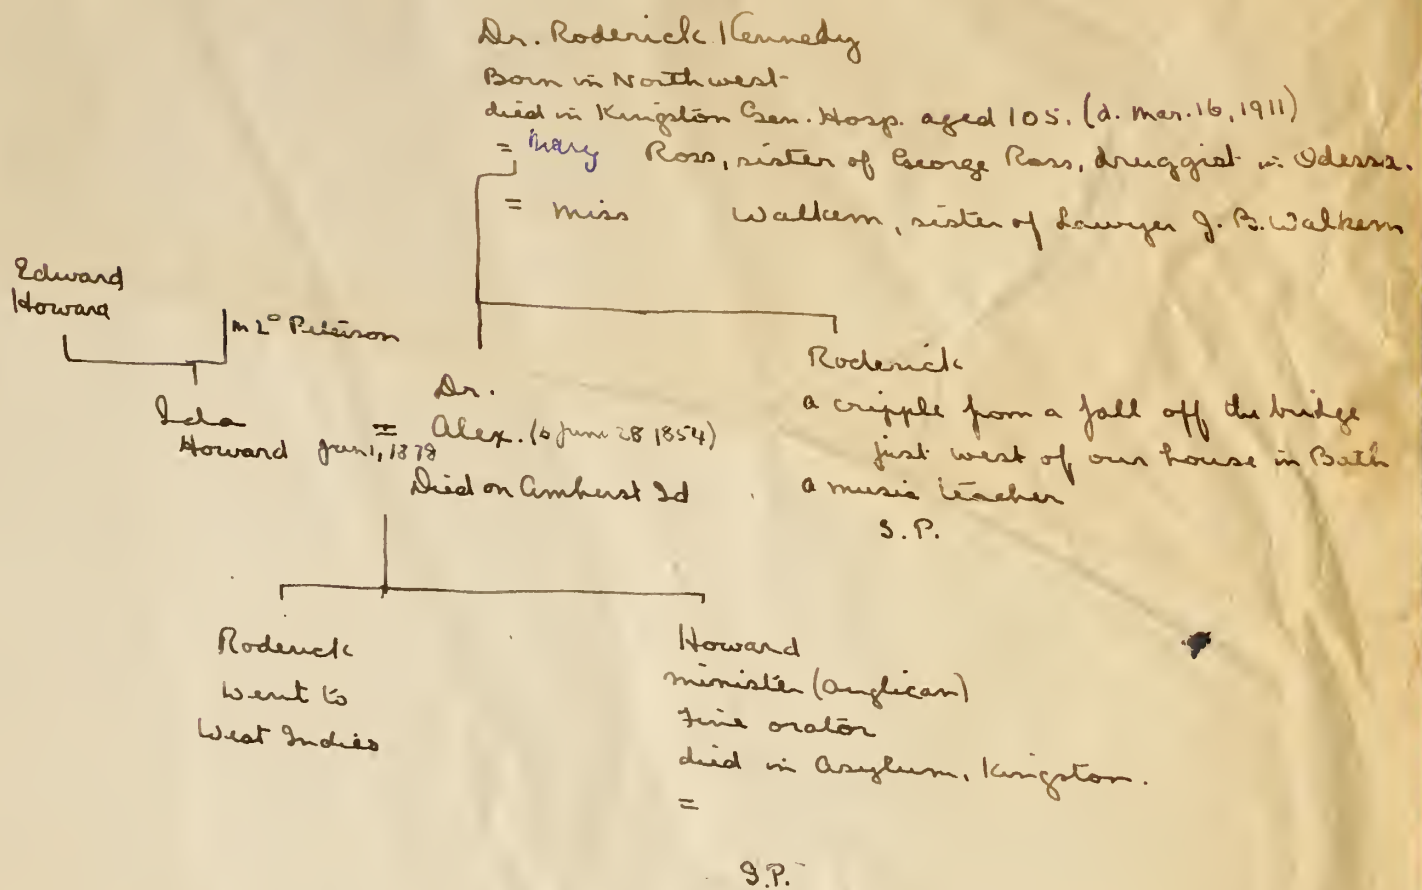 Dr. Roderick Kennedy
Born in Northwest
died in Kingston Gen. Hosp. aged 105. (d. Mar. 16, 1911)
= Mary Ross, sister of George Ross, druggist in Odessa.
= Miss Walkem, sister of Lawyer J. B. Walkem
Edward
Howard
m 2° Peterson
Ida
Howard Jan 1, 1878
=
Dr.
Alex. (b June 28 1854)
Died on Amherst Id
Roderick
a cripple from a fall off the bridge
just west of our house in Bath
a music teacher
S.P.
Roderick
went to
West Indies
Howard
minister (Anglican)
Fine orator
died in Asylum, Kingston.
=
S.P.